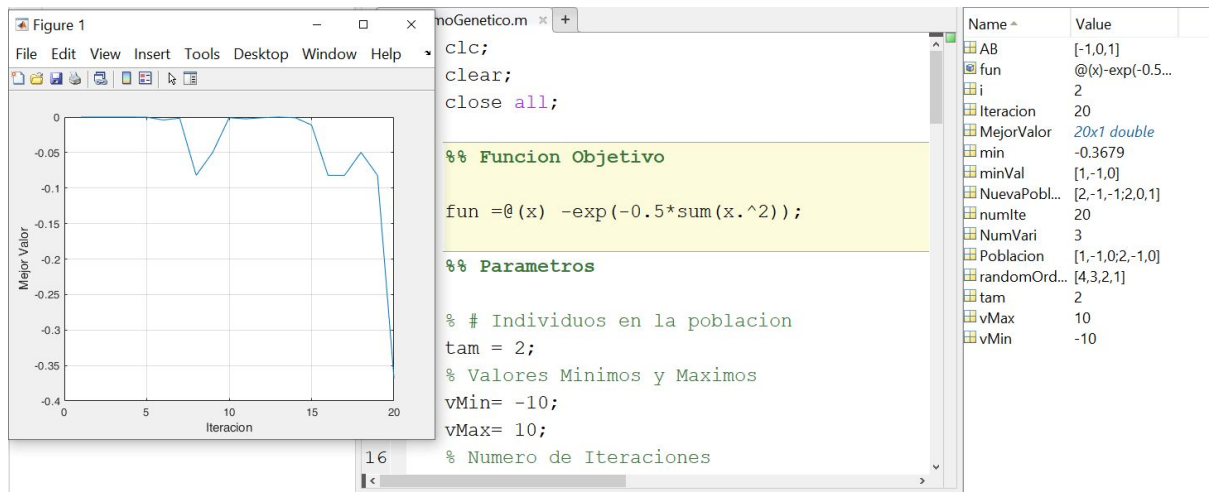 Figure 1
File Edit View Insert Tools Desktop Window Help
0
-0.05
-0.1
-0.15
-0.2
-0.25
-0.3
-0.35
-0.4
Mejor Valor
0 5 10 15 20
Iteracion
moGenetico.m × +
clc;
clear;
close all;
%% Funcion Objetivo
fun =@(x) -exp(-0.5*sum(x.^2));
%% Parametros
% # Individuos en la poblacion
tam = 2;
% Valores Minimos y Maximos
vMin= -10;
vMax= 10;
16 % Numero de Iteraciones
Name Value
AB [-1,0,1]
fun @(x)-exp(-0.5...
i 2
Iteracion 20
MejorValor 20x1 double
min -0.3679
minVal [1,-1,0]
NuevaPobl... [2,-1,-1;2,0,1]
numIte 20
NumVari 3
Poblacion [1,-1,0;2,-1,0]
randomOrd... [4,3,2,1]
tam 2
vMax 10
vMin -10